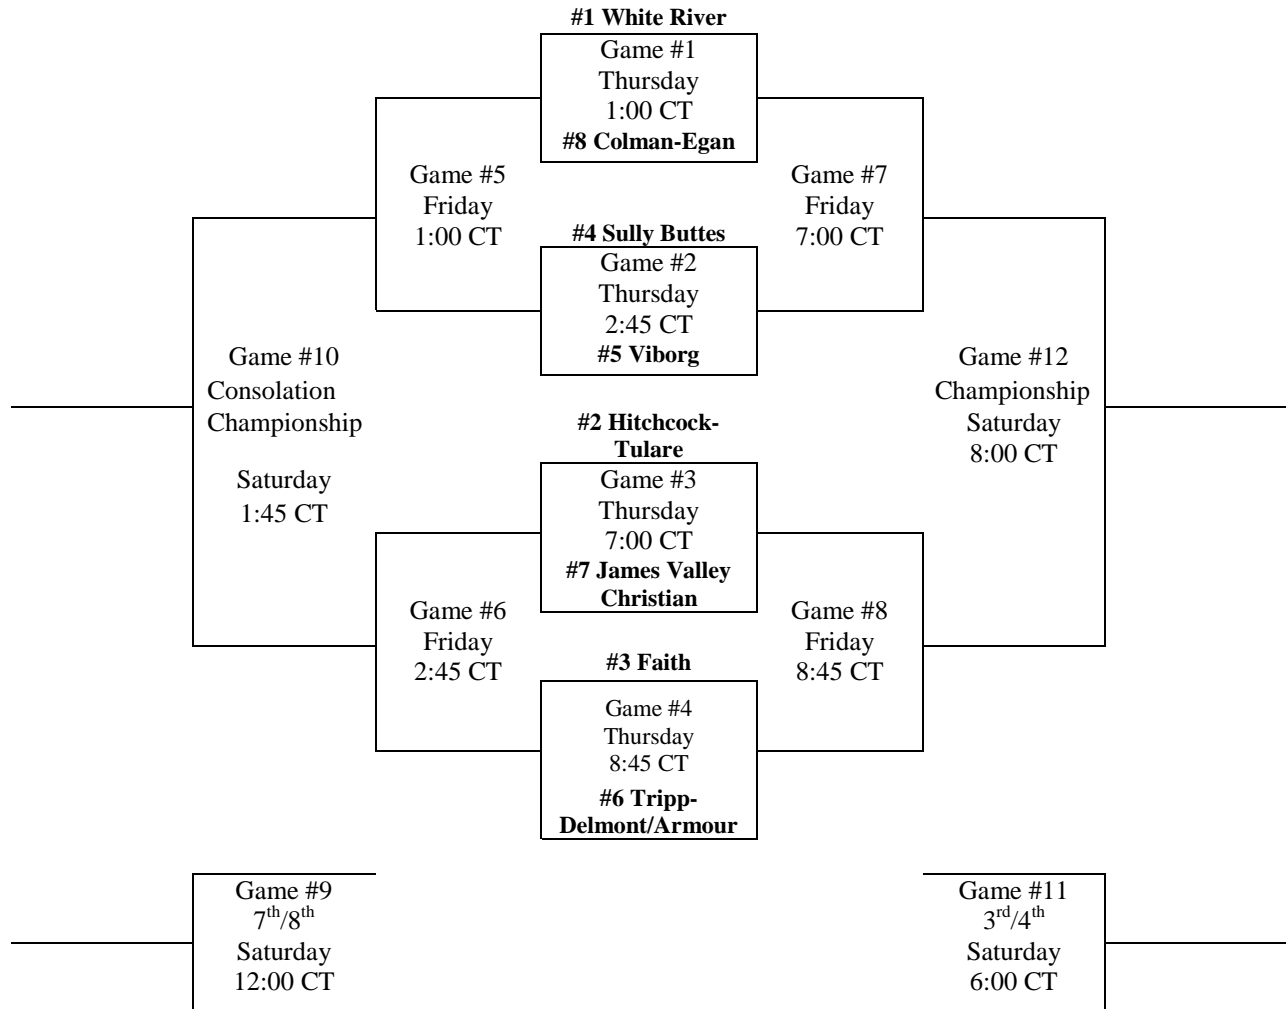 #1 White River
Game #1
Thursday
1:00 CT
#8 Colman-Egan
Game #5
Friday
1:00 CT
Game #7
Friday
7:00 CT
#4 Sully Buttes
Game #2
Thursday
2:45 CT
#5 Viborg
Game #10
Consolation
Championship
Saturday
1:45 CT
Game #12
Championship
Saturday
8:00 CT
#2 Hitchcock-
Tulare
Game #3
Thursday
7:00 CT
#7 James Valley
Christian
Game #6
Friday
2:45 CT
Game #8
Friday
8:45 CT
#3 Faith
Game #4
Thursday
8:45 CT
#6 Tripp-
Delmont/Armour
Game #9
7th/8th
Saturday
12:00 CT
Game #11
3rd/4th
Saturday
6:00 CT